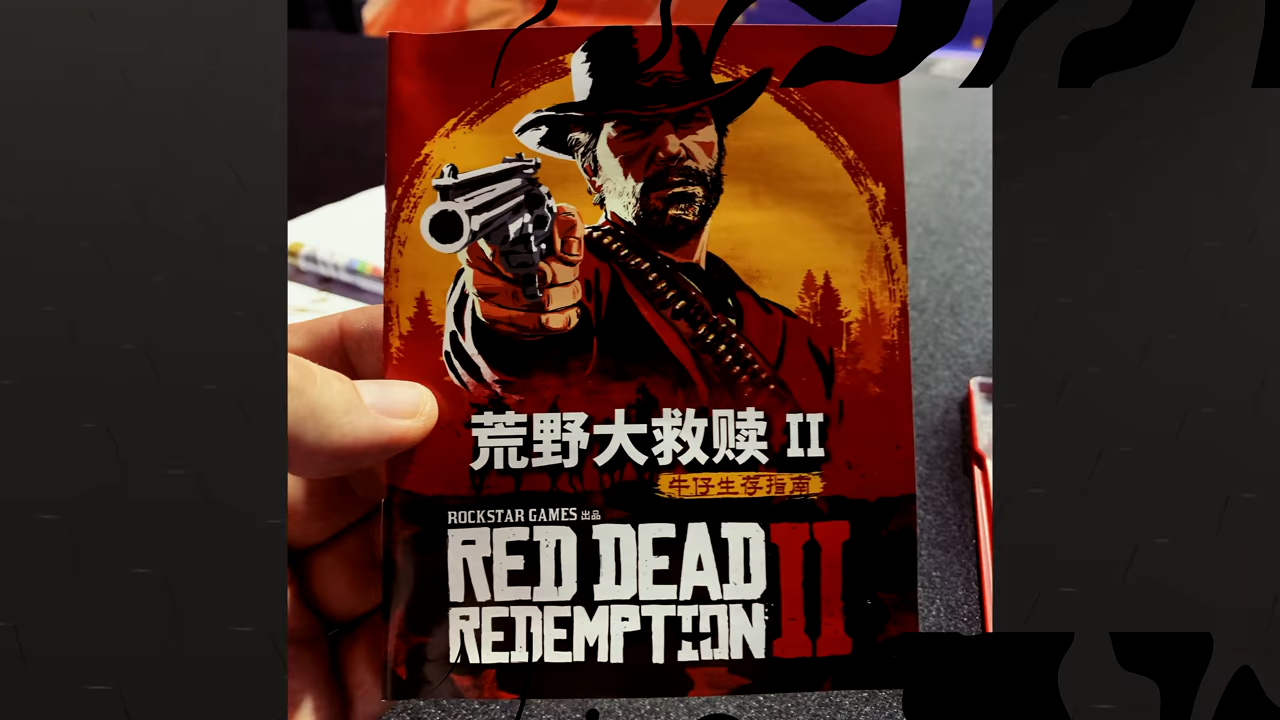 荒野大救赎 II
牛仔生存指南
ROCKSTAR GAMES 出品
RED DEAD
REDEMPTION II